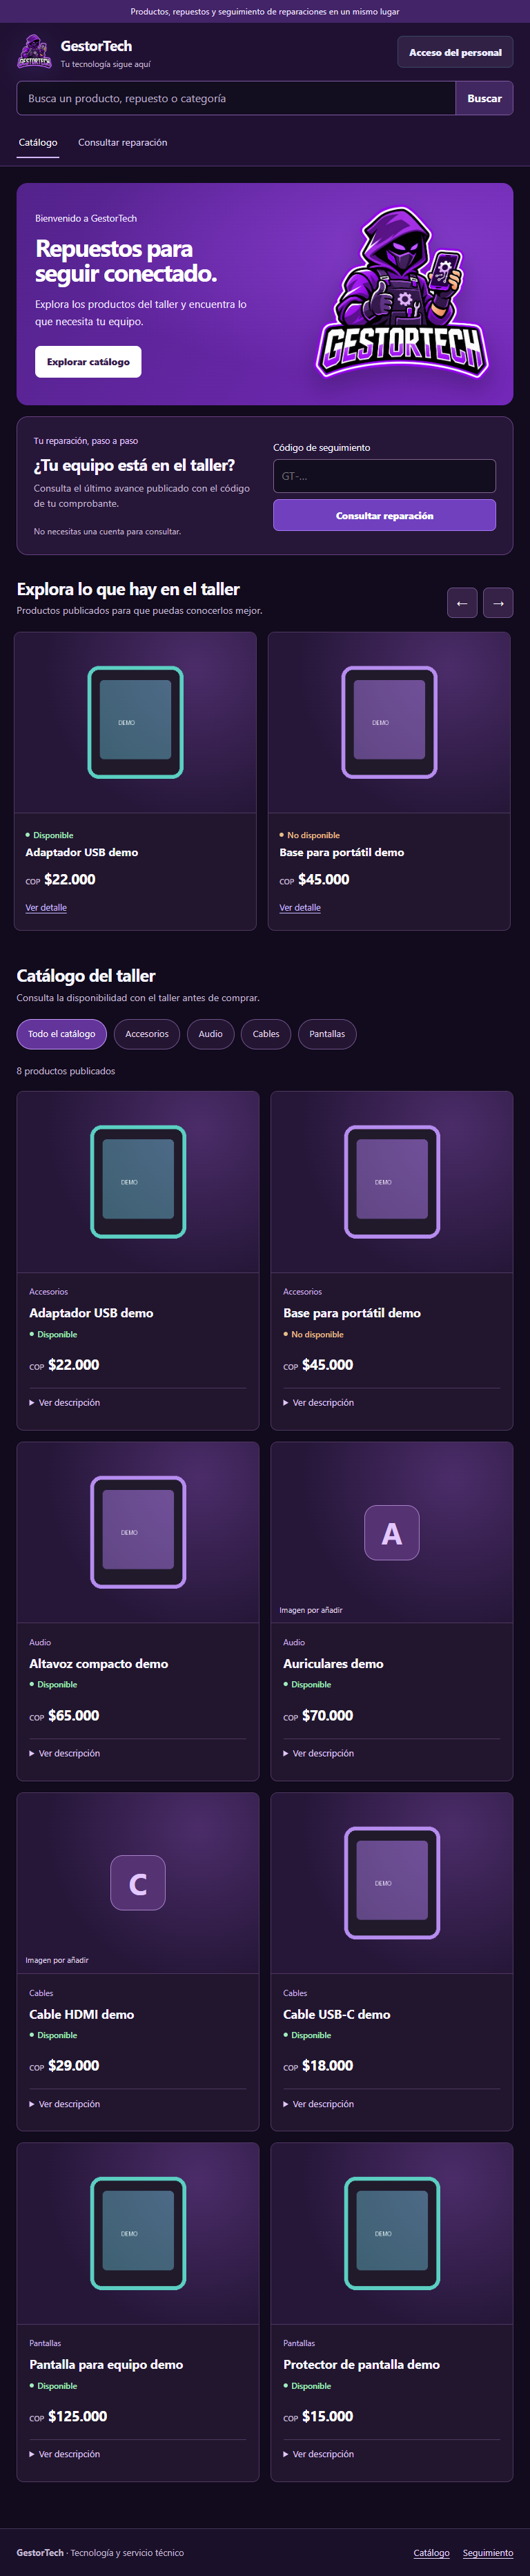 Productos, repuestos y seguimiento de reparaciones en un mismo lugar
GESTORTECH
GestorTech
Tu tecnología sigue aquí
Acceso del personal
Busca un producto, repuesto o categoría
Buscar
Catálogo
Consultar reparación
Bienvenido a GestorTech
Repuestos para
seguir conectado.
Explora los productos del taller y encuentra lo
que necesita tu equipo.
Explorar catálogo
GESTORTECH
Tu reparación, paso a paso
¿Tu equipo está en el taller?
Consulta el último avance publicado con el código
de tu comprobante.
No necesitas una cuenta para consultar.
Código de seguimiento
GT-...
Consultar reparación
Explora lo que hay en el taller
Productos publicados para que puedas conocerlos mejor.
← →
DEMO
Disponible
Adaptador USB demo
COP $22.000
Ver detalle
DEMO
No disponible
Base para portátil demo
COP $45.000
Ver detalle
Catálogo del taller
Consulta la disponibilidad con el taller antes de comprar.
Todo el catálogo
Accesorios
Audio
Cables
Pantallas
8 productos publicados
DEMO
Accesorios
Adaptador USB demo
Disponible
COP $22.000
Ver descripción
DEMO
Accesorios
Base para portátil demo
No disponible
COP $45.000
Ver descripción
DEMO
Audio
Altavoz compacto demo
Disponible
COP $65.000
Ver descripción
A
Imagen por añadir
Audio
Auriculares demo
Disponible
COP $70.000
Ver descripción
C
Imagen por añadir
Cables
Cable HDMI demo
Disponible
COP $29.000
Ver descripción
DEMO
Cables
Cable USB-C demo
Disponible
COP $18.000
Ver descripción
DEMO
Pantallas
Pantalla para equipo demo
Disponible
COP $125.000
Ver descripción
DEMO
Pantallas
Protector de pantalla demo
Disponible
COP $15.000
Ver descripción
GestorTech · Tecnología y servicio técnico
Catálogo
Seguimiento